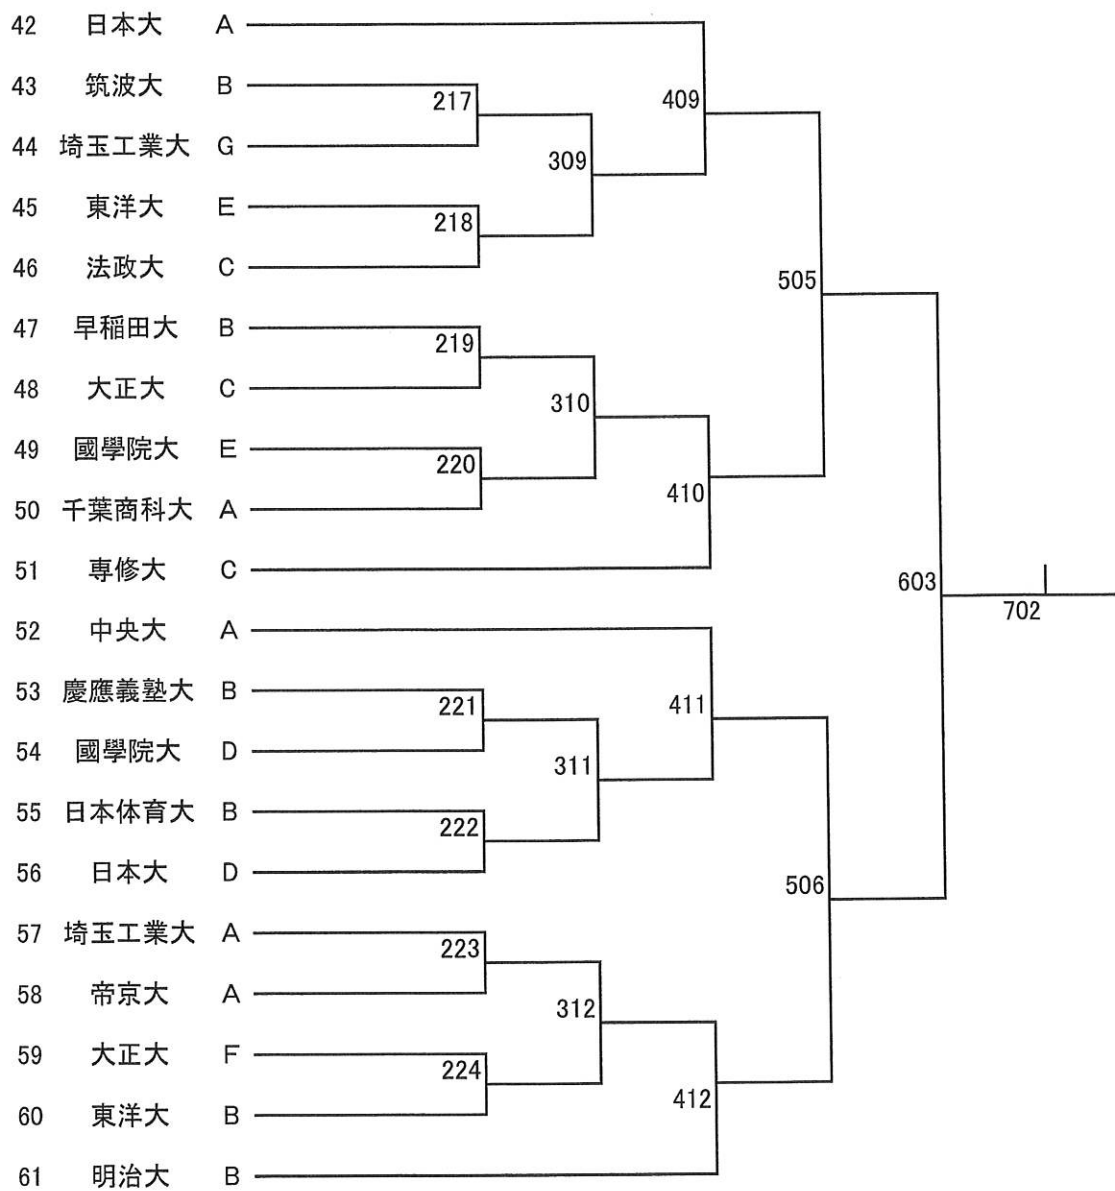 42 日本大 A
43 筑波大 B
217
409
44 埼玉工業大 G
309
45 東洋大 E
218
46 法政大 C
505
47 早稲田大 B
219
48 大正大 C
310
49 國學院大 E
220
410
50 千葉商科大 A
51 専修大 C
603
702
52 中央大 A
53 慶應義塾大 B
221
411
54 國學院大 D
311
55 日本体育大 B
222
56 日本大 D
506
57 埼玉工業大 A
223
58 帝京大 A
312
59 大正大 F
224
412
60 東洋大 B
61 明治大 B